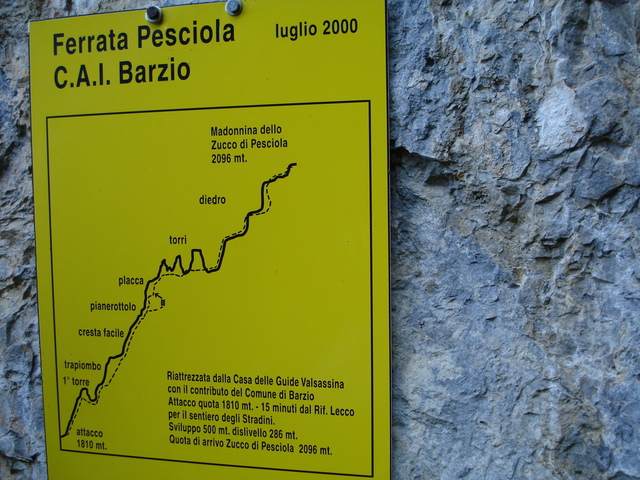 Ferrata Pesciola
luglio 2000
C.A.I. Barzio
Madonnina dello
Zucco di Pesciola
2096 mt.
diedro
torri
placca
pianerottolo
cresta facile
trapiombo
1° torre
attacco
1810 mt.
Riattrezzata dalla Casa delle Guide Valsassina
con il contributo del Comune di Barzio
Attacco quota 1810 mt. - 15 minuti dal Rif. Lecco
per il sentiero degli Stradini.
Sviluppo 500 mt. dislivello 286 mt.
Quota di arrivo Zucco di Pesciola 2096 mt.